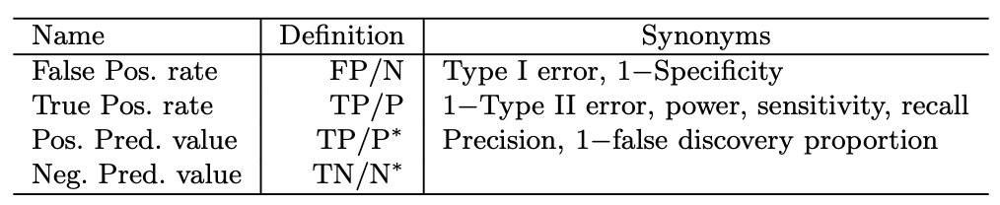 Name Definition Synonyms
False Pos. rate FP/N Type I error, 1−Specificity
True Pos. rate TP/P 1−Type II error, power, sensitivity, recall
Pos. Pred. value TP/P* Precision, 1−false discovery proportion
Neg. Pred. value TN/N*